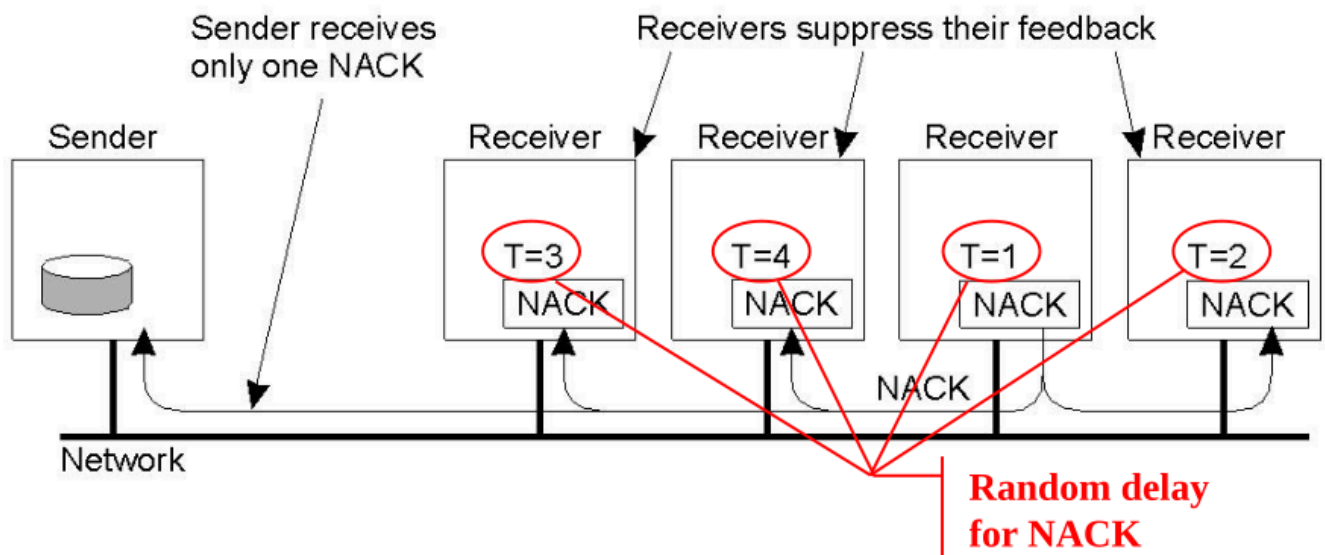 Sender receives
only one NACK
Receivers suppress their feedback
Sender
Receiver
Receiver
Receiver
Receiver
T=3
T=4
T=1
T=2
NACK
NACK
NACK
NACK
NACK
Network
Random delay
for NACK